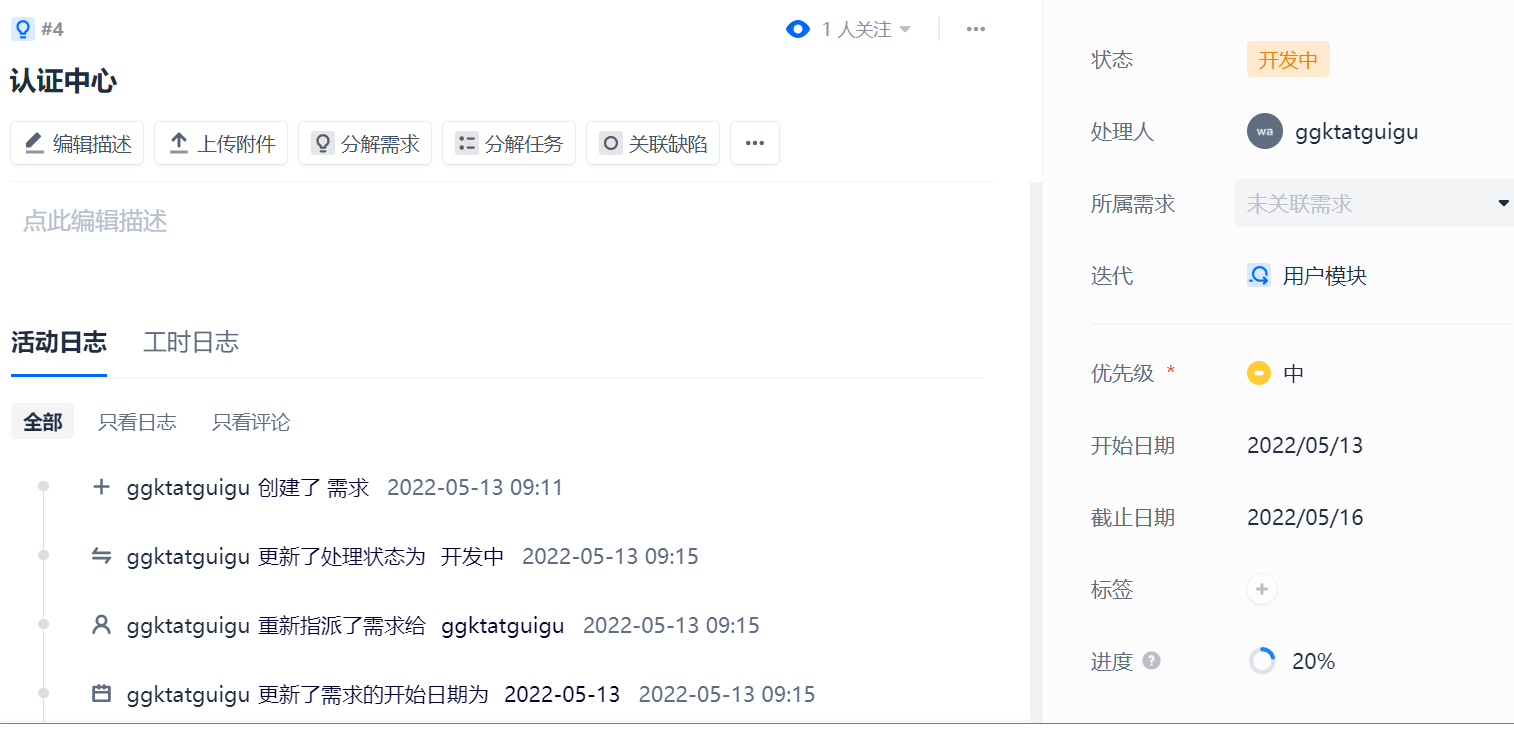 #4
1 人关注
认证中心
编辑描述 上传附件 分解需求 分解任务 关联缺陷 ···
点此编辑描述
活动日志 工时日志
全部 只看日志 只看评论
ggktatguigu 创建了 需求 2022-05-13 09:11
ggktatguigu 更新了处理状态为 开发中 2022-05-13 09:15
ggktatguigu 重新指派了需求给 ggktatguigu 2022-05-13 09:15
ggktatguigu 更新了需求的开始日期为 2022-05-13 2022-05-13 09:15
状态 开发中
处理人 wa ggktatguigu
所属需求 未关联需求
迭代 用户模块
优先级 * 中
开始日期 2022/05/13
截止日期 2022/05/16
标签 +
进度 ? 20%